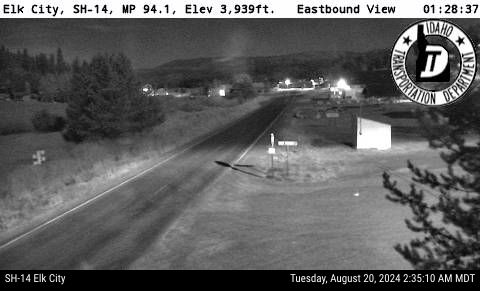 Elk City, SH-14, MP 94.1, Elev 3,939ft. Eastbound View 01:28:37
IDAHO
TRANSPORTATION DEPARTMENT
SH-14 Elk City Tuesday, August 20, 2024 2:35:10 AM MDT